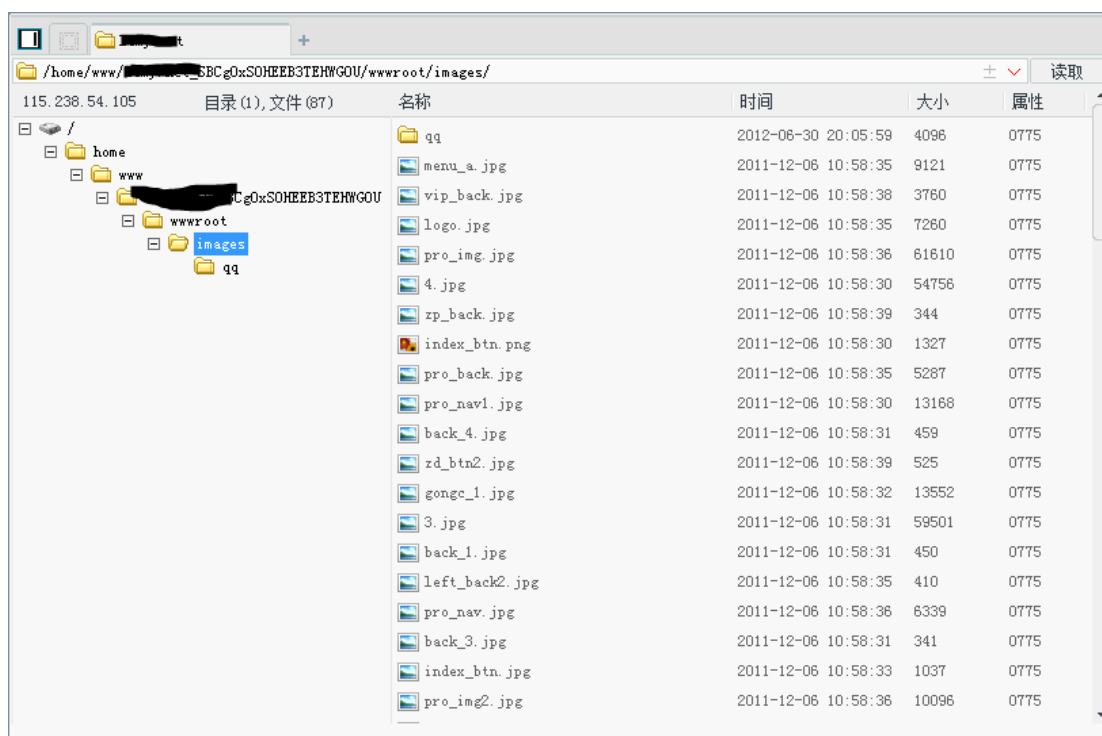 t
+
/home/www/ SBCgOxSOHEEB3TEHWGOU/wwwroot/images/ 读取
115.238.54.105 目录(1),文件(87) 名称 时间 大小 属性
/
home
www
CgOxSOHEEB3TEHWGOU
wwwroot
images
qq
qq 2012-06-30 20:05:59 4096 0775
menu_a.jpg 2011-12-06 10:58:35 9121 0775
vip_back.jpg 2011-12-06 10:58:38 3760 0775
logo.jpg 2011-12-06 10:58:35 7260 0775
pro_img.jpg 2011-12-06 10:58:36 61610 0775
4.jpg 2011-12-06 10:58:30 54756 0775
zp_back.jpg 2011-12-06 10:58:39 344 0775
index_btn.png 2011-12-06 10:58:30 1327 0775
pro_back.jpg 2011-12-06 10:58:35 5287 0775
pro_nav1.jpg 2011-12-06 10:58:30 13168 0775
back_4.jpg 2011-12-06 10:58:31 459 0775
zd_btn2.jpg 2011-12-06 10:58:39 525 0775
gongc_1.jpg 2011-12-06 10:58:32 13552 0775
3.jpg 2011-12-06 10:58:31 59501 0775
back_1.jpg 2011-12-06 10:58:31 450 0775
left_back2.jpg 2011-12-06 10:58:35 410 0775
pro_nav.jpg 2011-12-06 10:58:36 6339 0775
back_3.jpg 2011-12-06 10:58:31 341 0775
index_btn.jpg 2011-12-06 10:58:33 1037 0775
pro_img2.jpg 2011-12-06 10:58:36 10096 0775